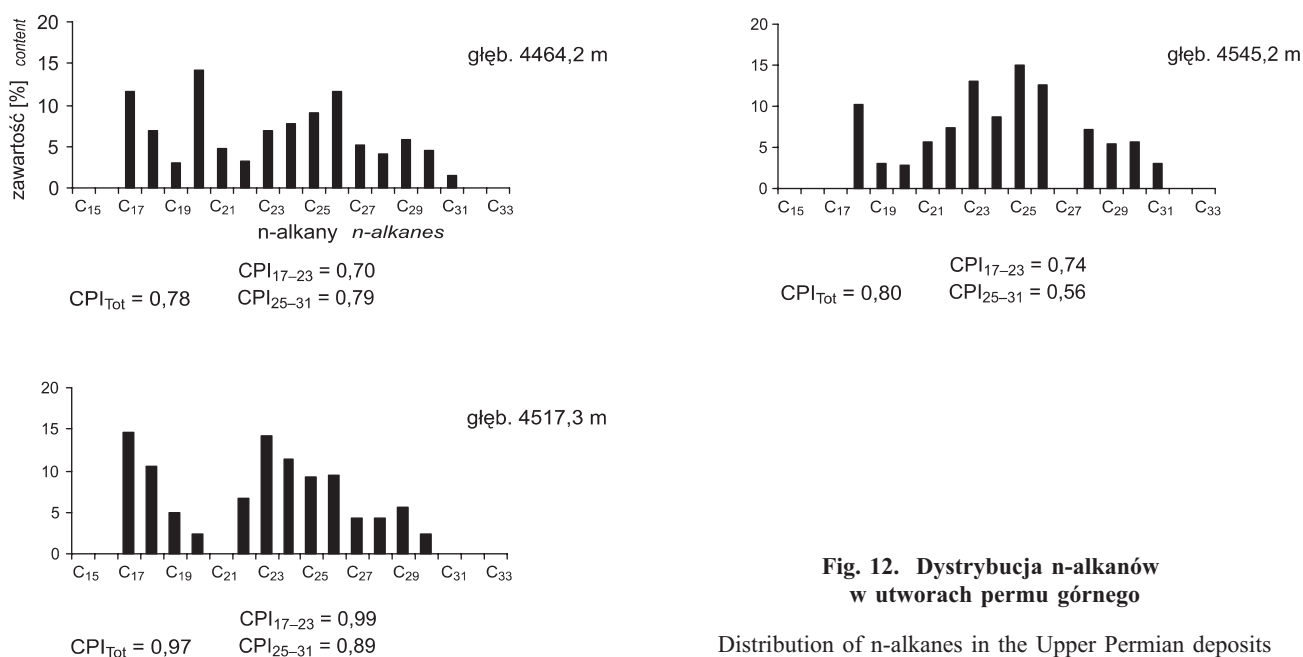 zawartość [%] content
20
15
10
5
0
głęb. 4464,2 m
C15 C17 C19 C21 C23 C25 C27 C29 C31 C33
n-alkany n-alkanes
CPITot = 0,78
CPI17–23 = 0,70
CPI25–31 = 0,79
20
15
10
5
0
głęb. 4545,2 m
C15 C17 C19 C21 C23 C25 C27 C29 C31 C33
CPITot = 0,80
CPI17–23 = 0,74
CPI25–31 = 0,56
20
15
10
5
0
głęb. 4517,3 m
C15 C17 C19 C21 C23 C25 C27 C29 C31 C33
CPITot = 0,97
CPI17–23 = 0,99
CPI25–31 = 0,89
Fig. 12. Dystrybucja n-alkanów
w utworach permu górnego
Distribution of n-alkanes in the Upper Permian deposits